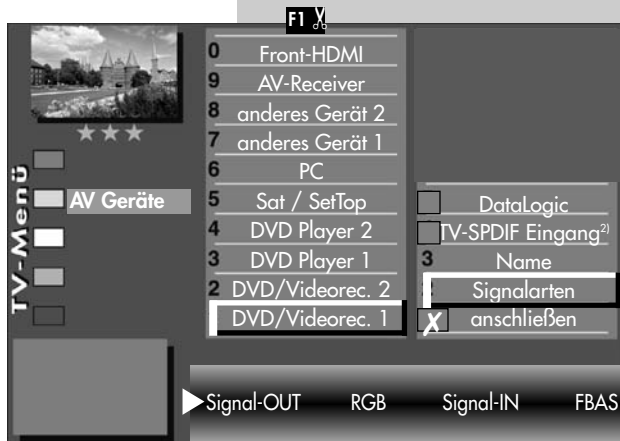 F1
0 Front-HDMI
9 AV-Receiver
8 anderes Gerät 2
7 anderes Gerät 1
6 PC
5 Sat / SetTop
4 DVD Player 2
3 DVD Player 1
2 DVD/Videorec. 2
DVD/Videorec. 1
TV-Menü
AV Geräte
DataLogic
TV-SPDIF Eingang2)
3 Name
Signalarten
X anschließen
Signal-OUT RGB Signal-IN FBAS